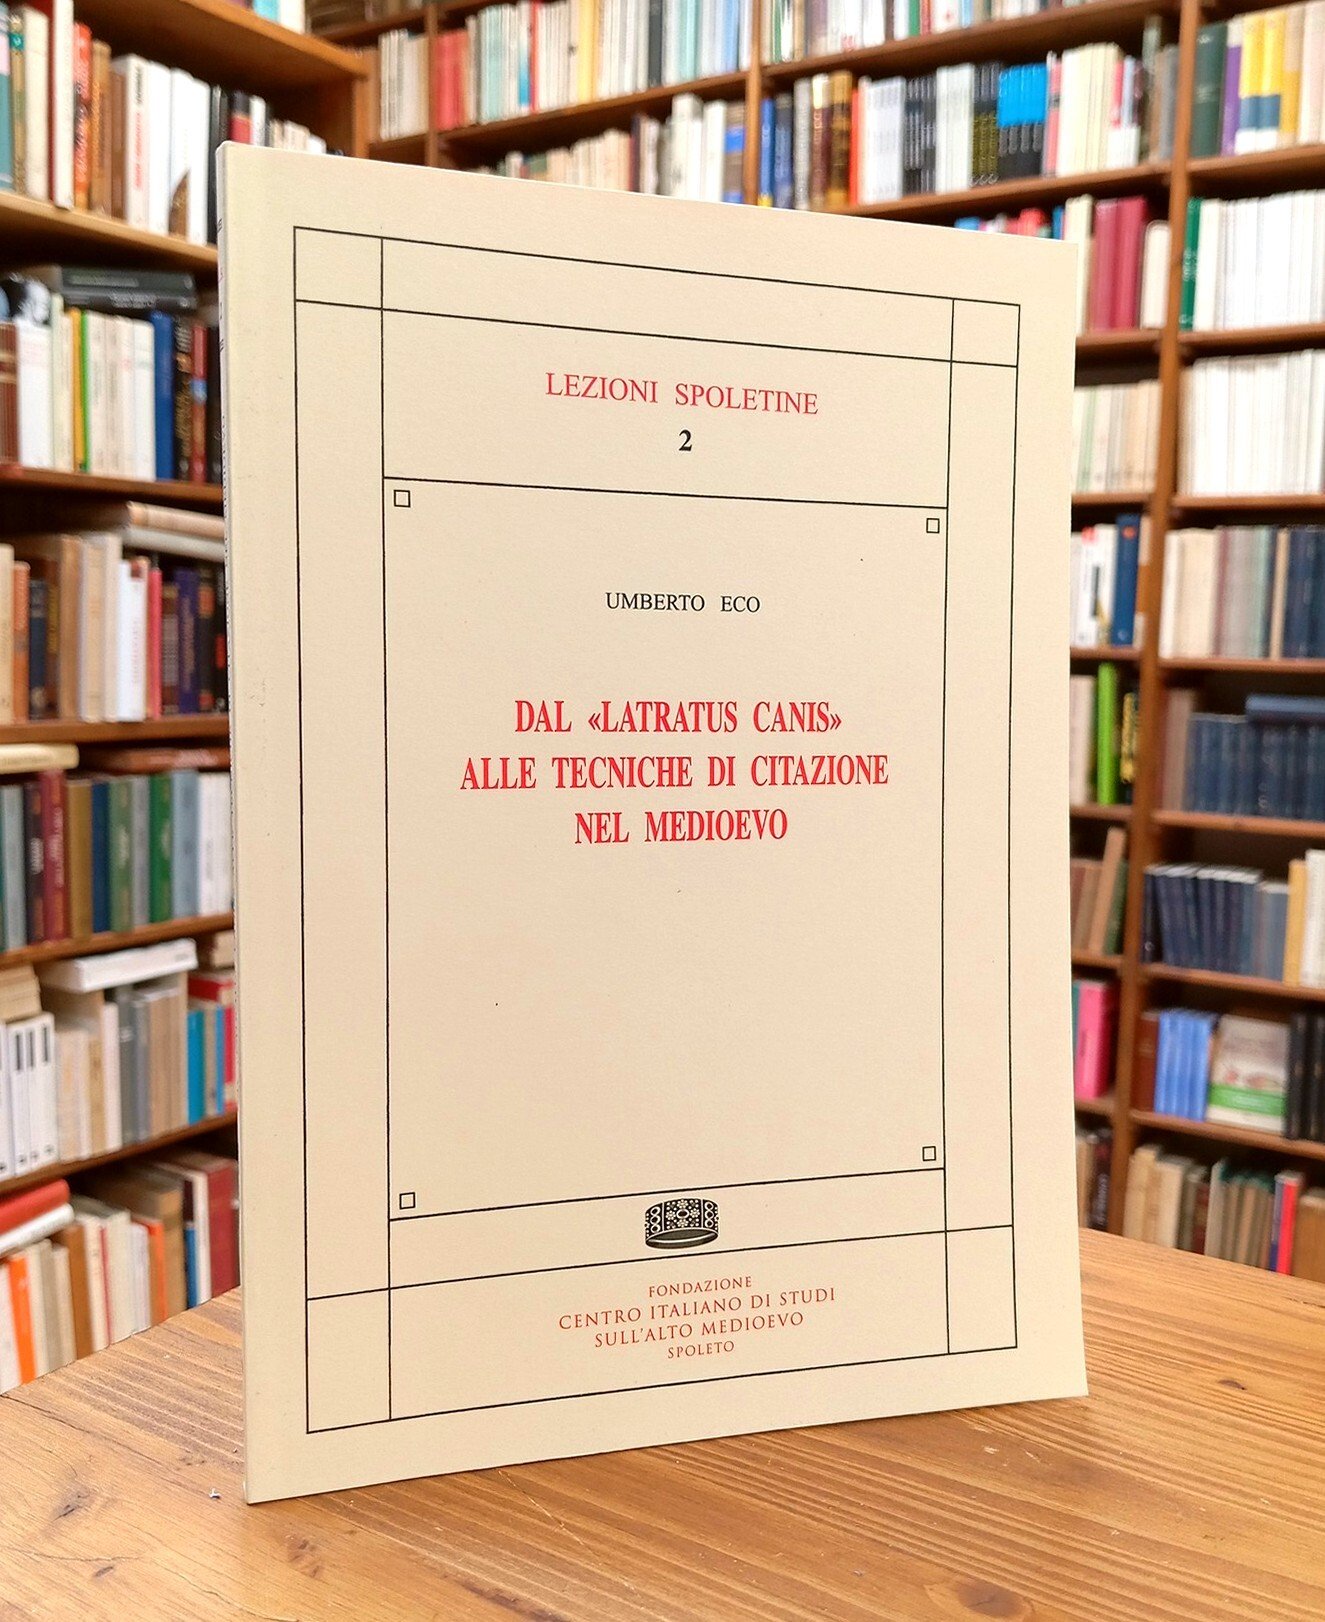 LEZIONI SPOLETINE
2
UMBERTO ECO
DAL «LATRATUS CANIS»
ALLE TECNICHE DI CITAZIONE
NEL MEDIOEVO
FONDAZIONE
CENTRO ITALIANO DI STUDI
SULL'ALTO MEDIOEVO
SPOLETO